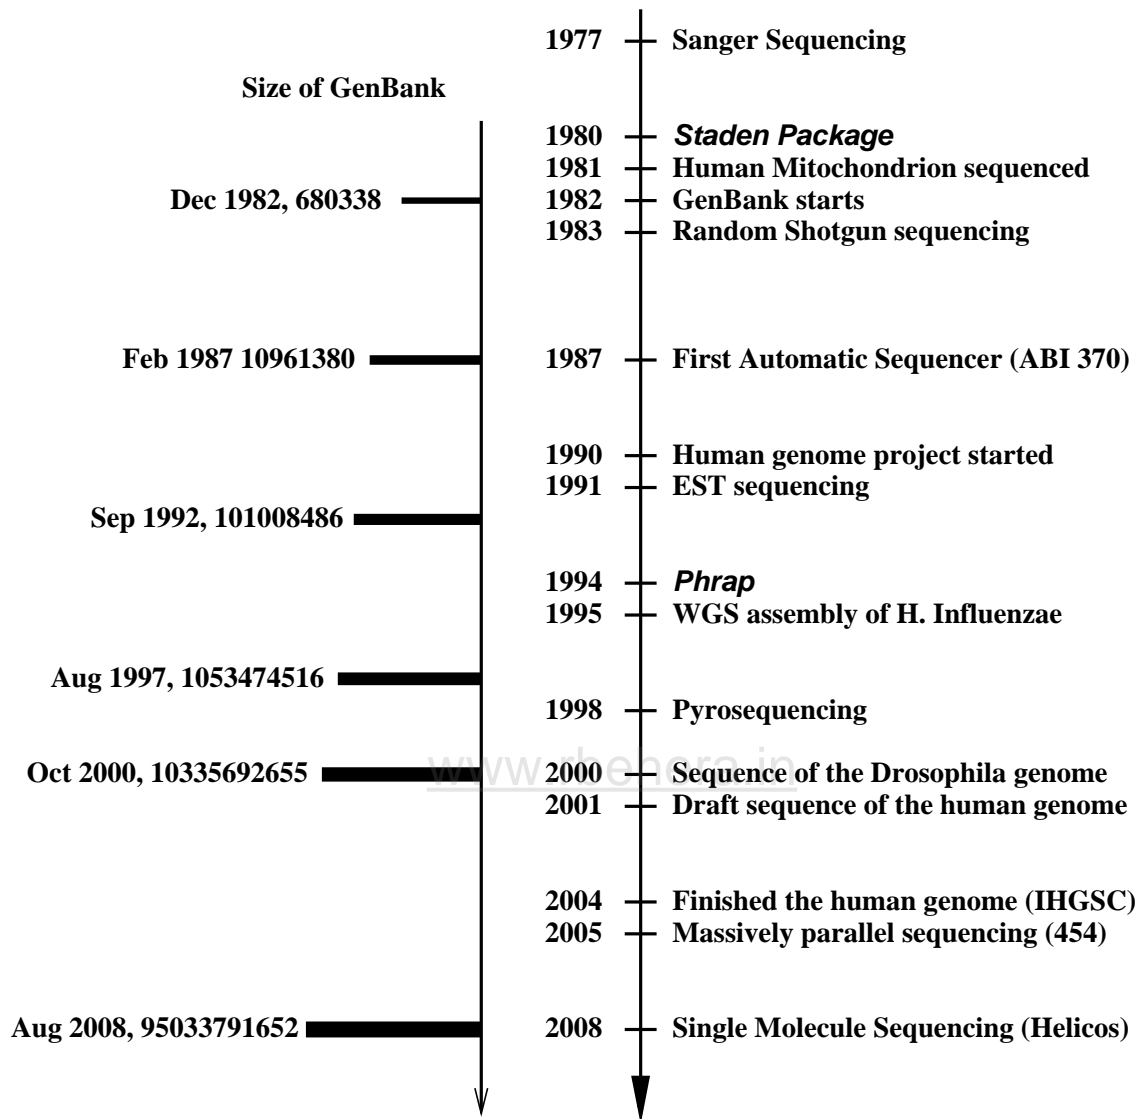 Size of GenBank
Dec 1982, 680338
Feb 1987 10961380
Sep 1992, 101008486
Aug 1997, 1053474516
Oct 2000, 10335692655
Aug 2008, 95033791652
1977 Sanger Sequencing
1980 Staden Package
1981 Human Mitochondrion sequenced
1982 GenBank starts
1983 Random Shotgun sequencing
1987 First Automatic Sequencer (ABI 370)
1990 Human genome project started
1991 EST sequencing
1994 Phrap
1995 WGS assembly of H. Influenzae
1998 Pyrosequencing
2000 Sequence of the Drosophila genome
2001 Draft sequence of the human genome
2004 Finished the human genome (IHGSC)
2005 Massively parallel sequencing (454)
2008 Single Molecule Sequencing (Helicos)
www.rbehera.in